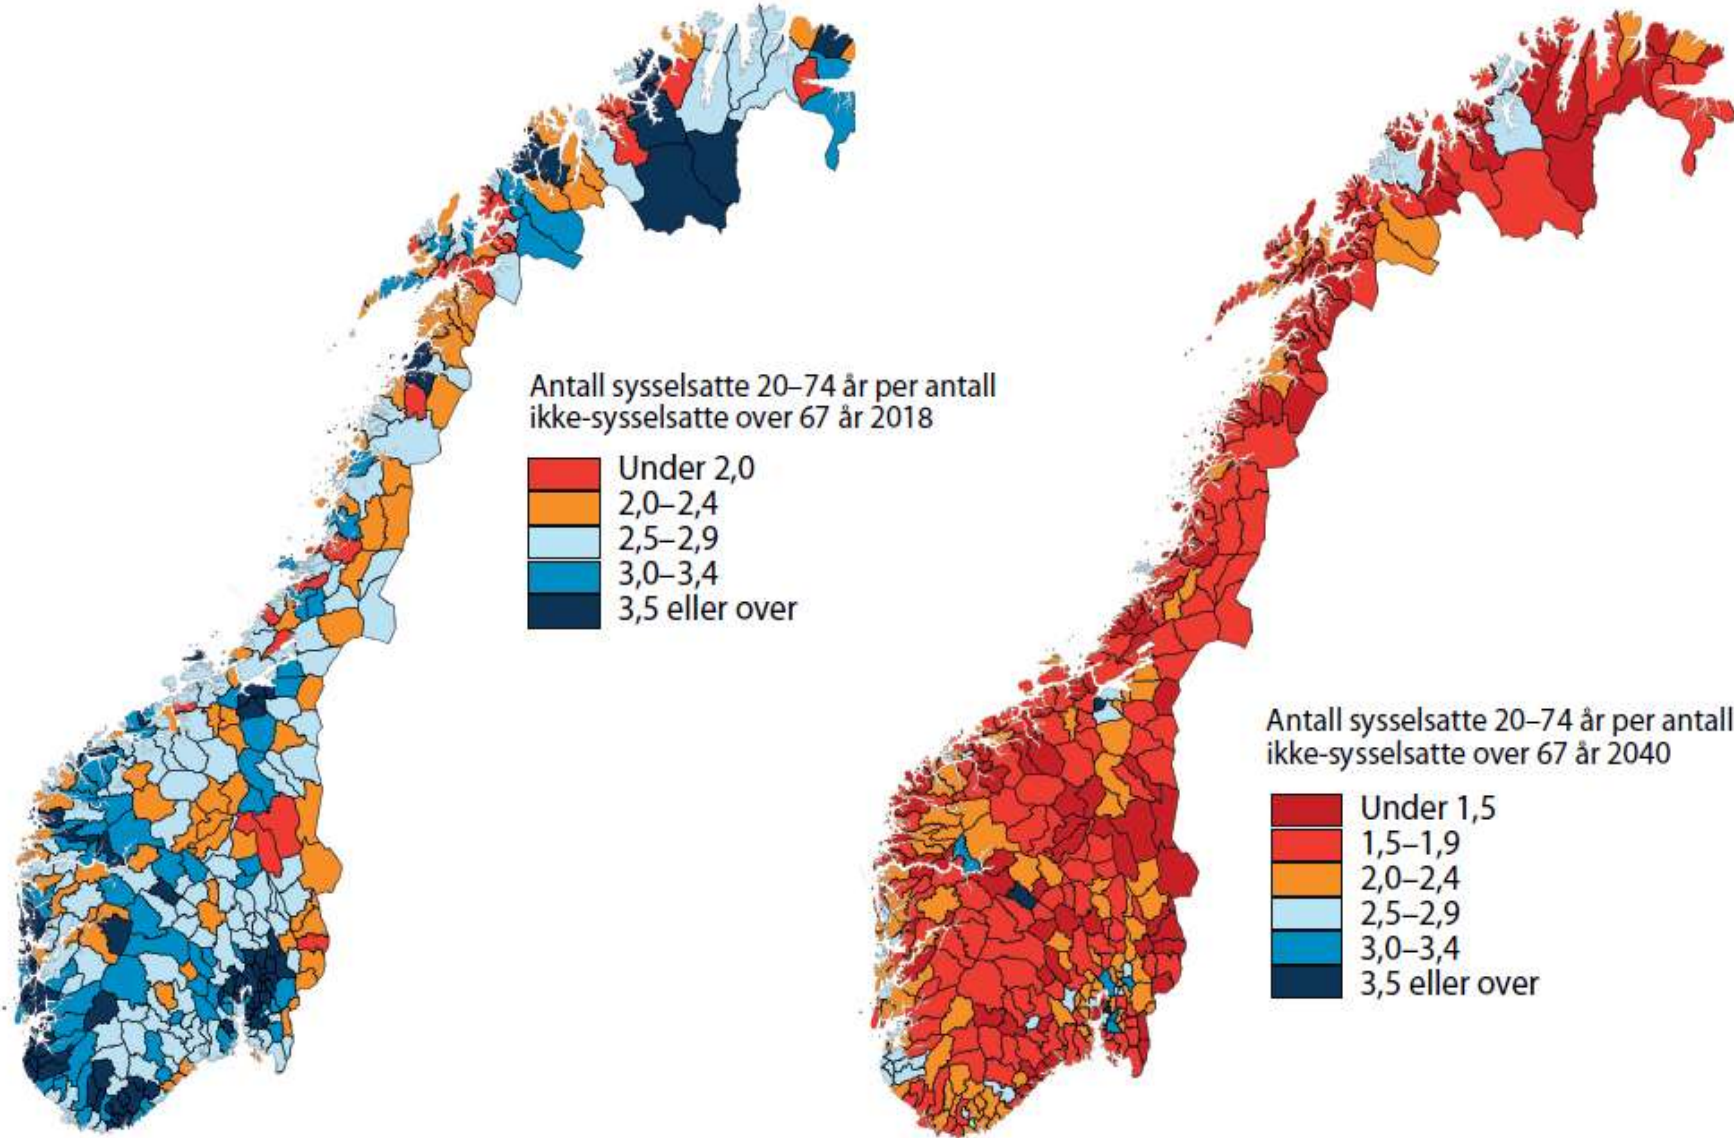 Antall sysselsatte 20–74 år per antall
ikke-sysselsatte over 67 år 2018
Under 2,0
2,0–2,4
2,5–2,9
3,0–3,4
3,5 eller over
Antall sysselsatte 20–74 år per antall
ikke-sysselsatte over 67 år 2040
Under 1,5
1,5–1,9
2,0–2,4
2,5–2,9
3,0–3,4
3,5 eller over